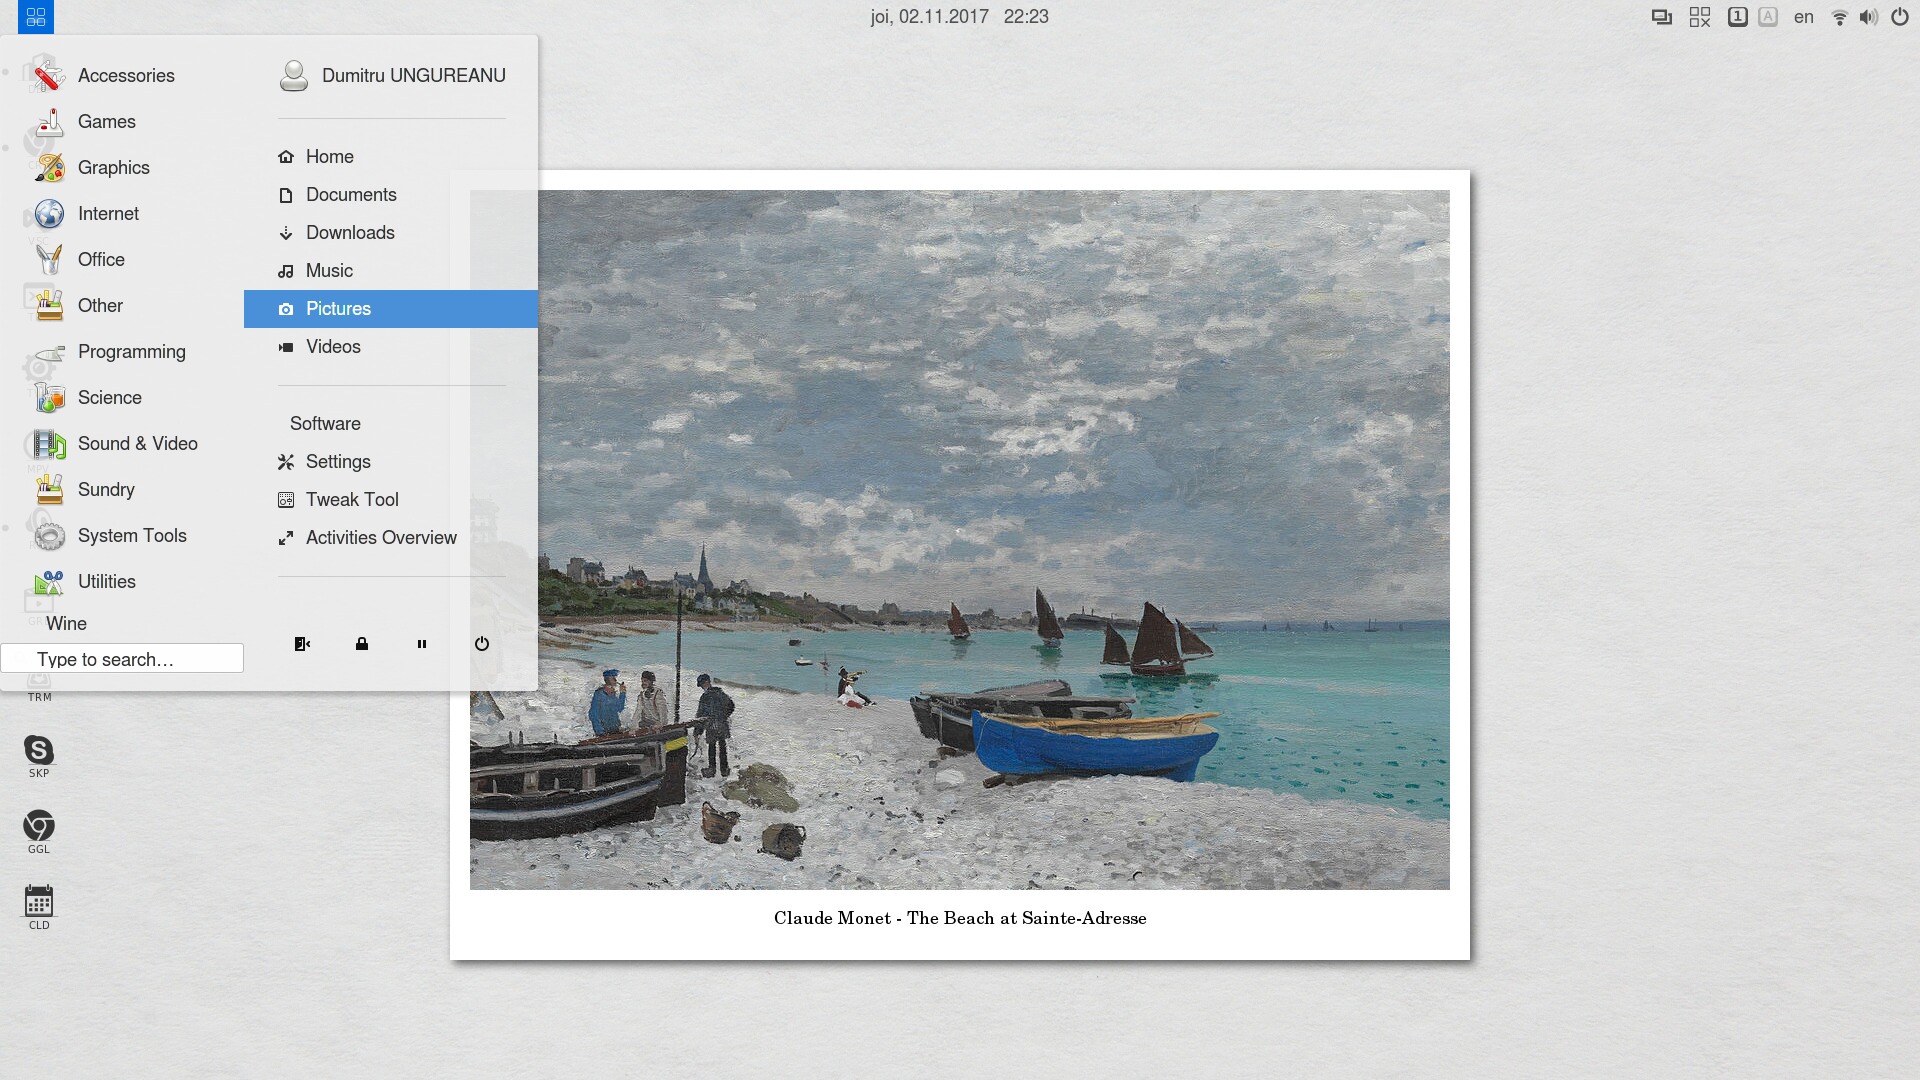 joi, 02.11.2017 22:23
1
A
en
Accessories
Games
Graphics
Internet
Office
Other
Programming
Science
Sound & Video
Sundry
System Tools
Utilities
Wine
Type to search...
Dumitru UNGUREANU
Home
Documents
Downloads
Music
Pictures
Videos
Software
Settings
Tweak Tool
Activities Overview
TRM
SKP
GGL
CLD
Claude Monet - The Beach at Sainte-Adresse